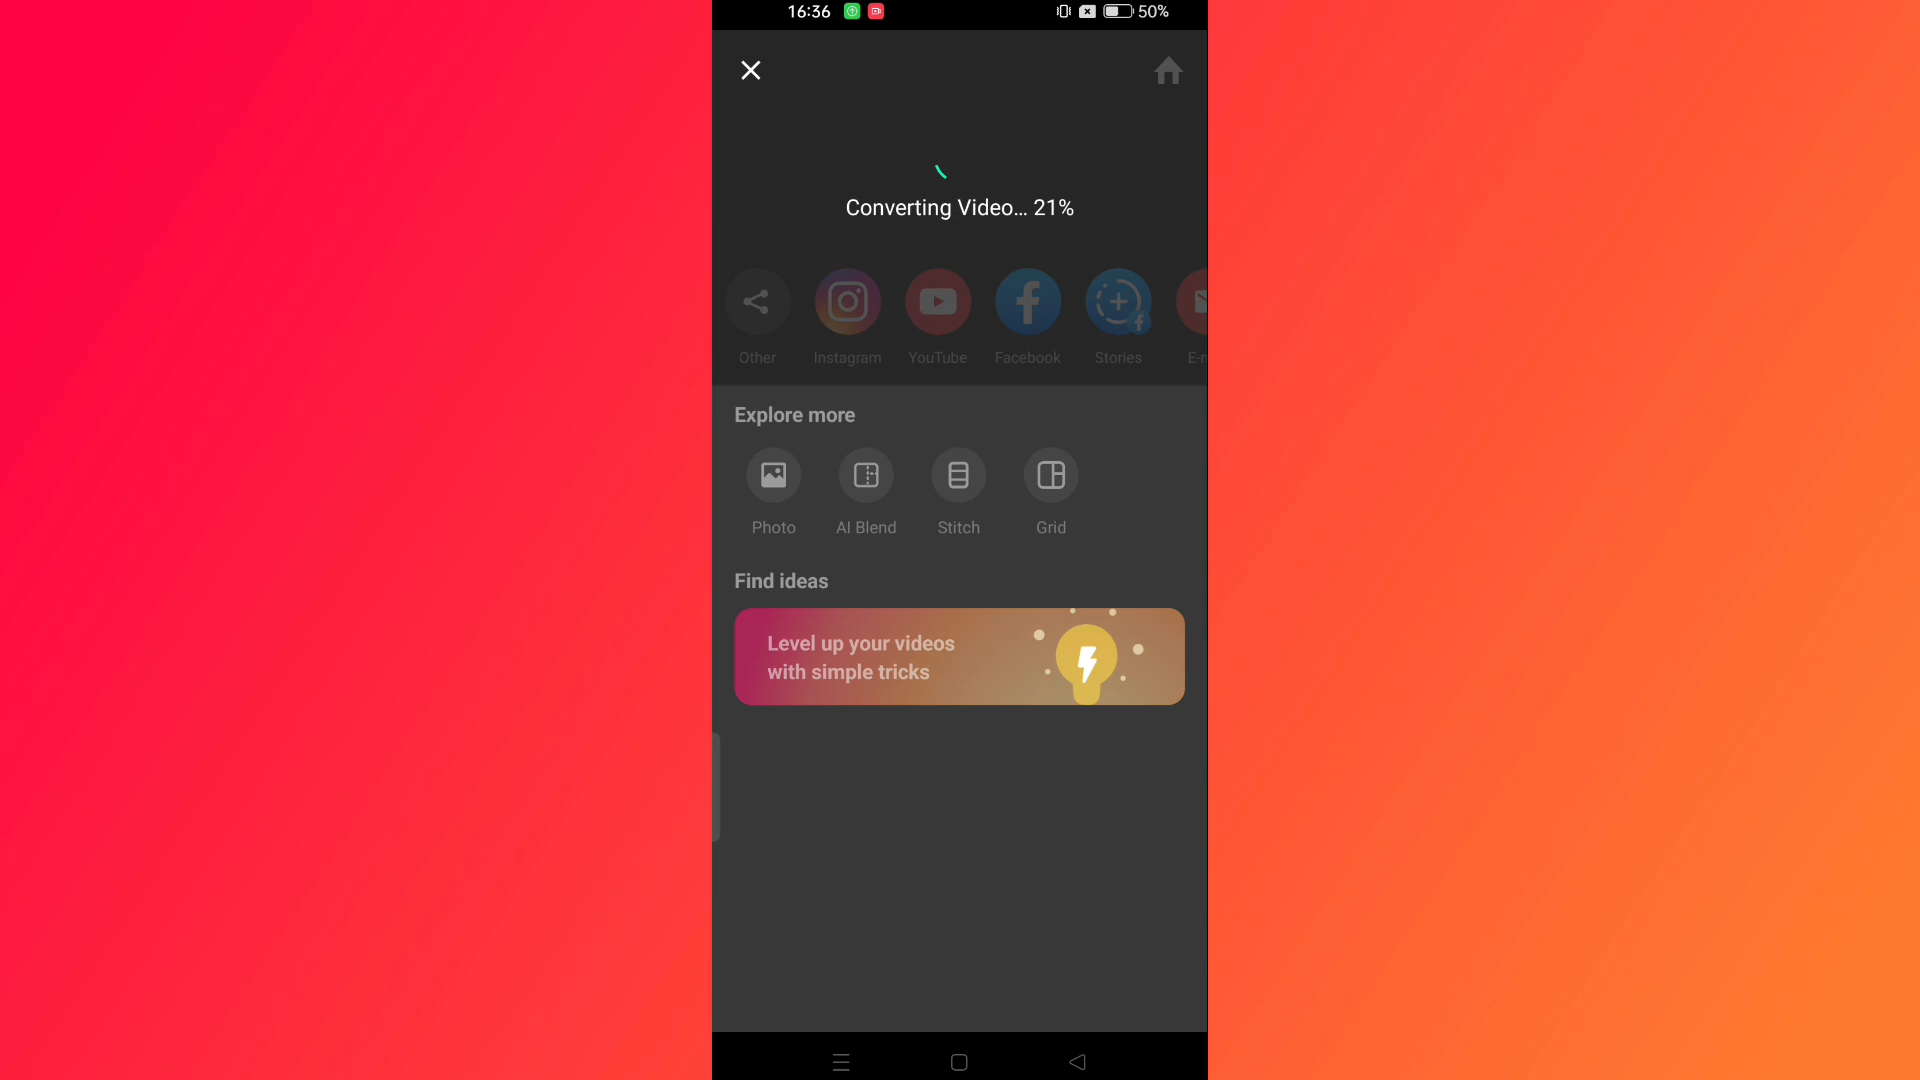 16:36
50%
Converting Video... 21%
Other
Instagram
YouTube
Facebook
Stories
Explore more
Photo
AI Blend
Stitch
Grid
Find ideas
Level up your videos
with simple tricks